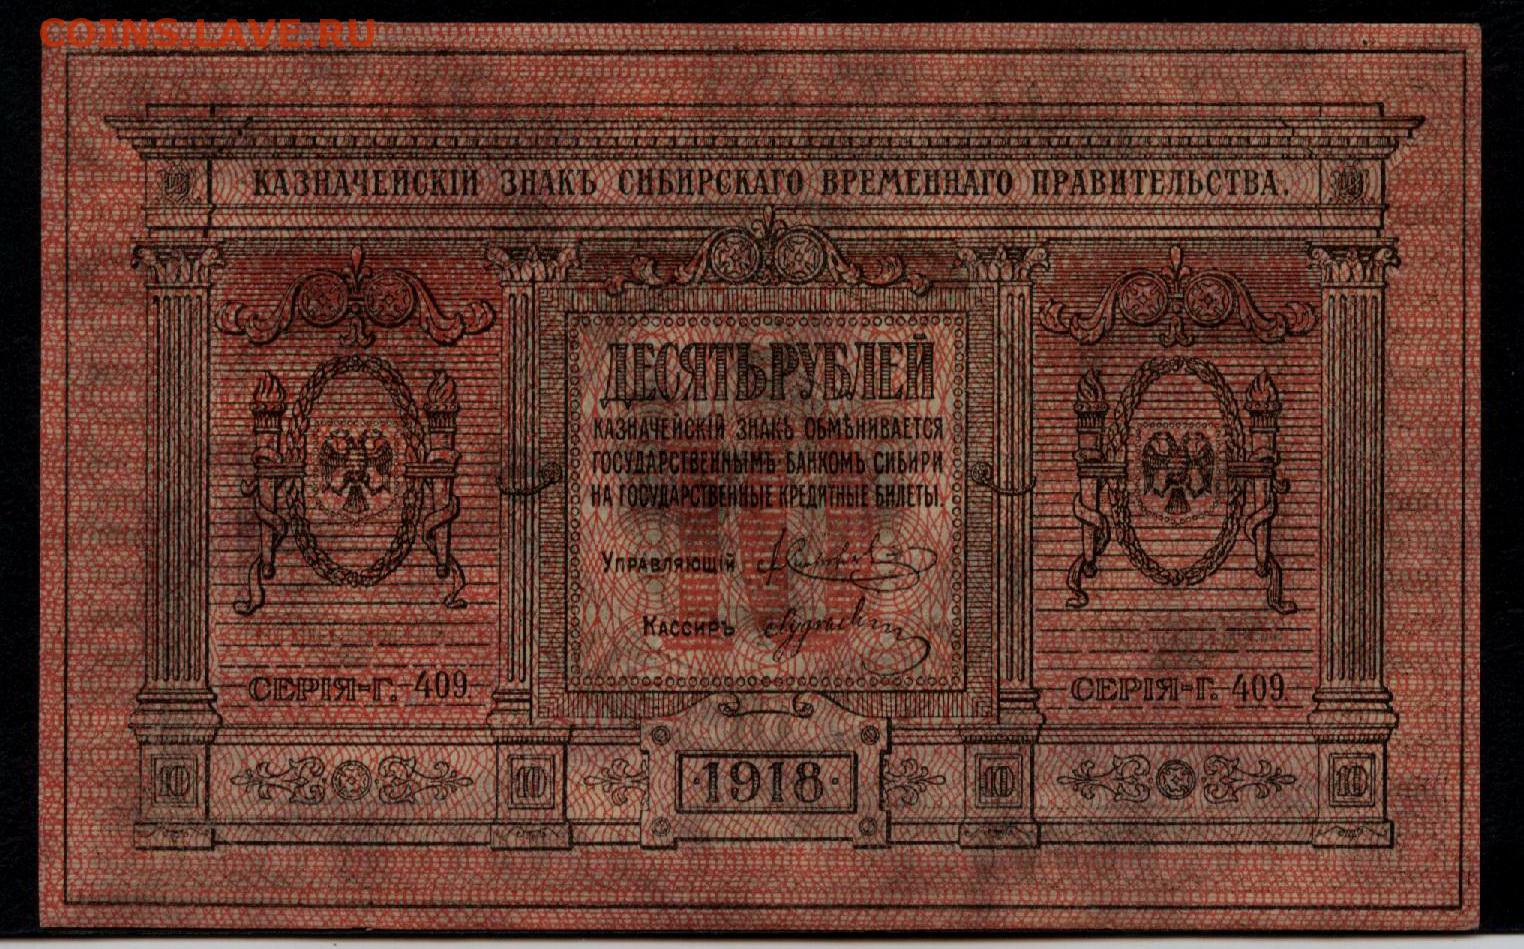 COINS.LAVE.RU
КАЗНАЧЕЙСКІЙ ЗНАКЪ СИБИРСКАГО ВРЕМЕННАГО ПРАВИТЕЛЬСТВА.
ДЕСЯТЬ РУБЛЕЙ
КАЗНАЧЕЙСКІЙ ЗНАКЪ ОБМѢНИВАЕТСЯ
ГОСУДАРСТВЕННЫМЪ БАНКОМЪ СИБИРИ
НА ГОСУДАРСТВЕННЫЕ КРЕДИТНЫЕ БИЛЕТЫ.
УПРАВЛЯЮЩІЙ
КАССИРЪ
СЕРІЯ-Г. 409
СЕРІЯ-Г. 409
10
10
·1918·
10
10